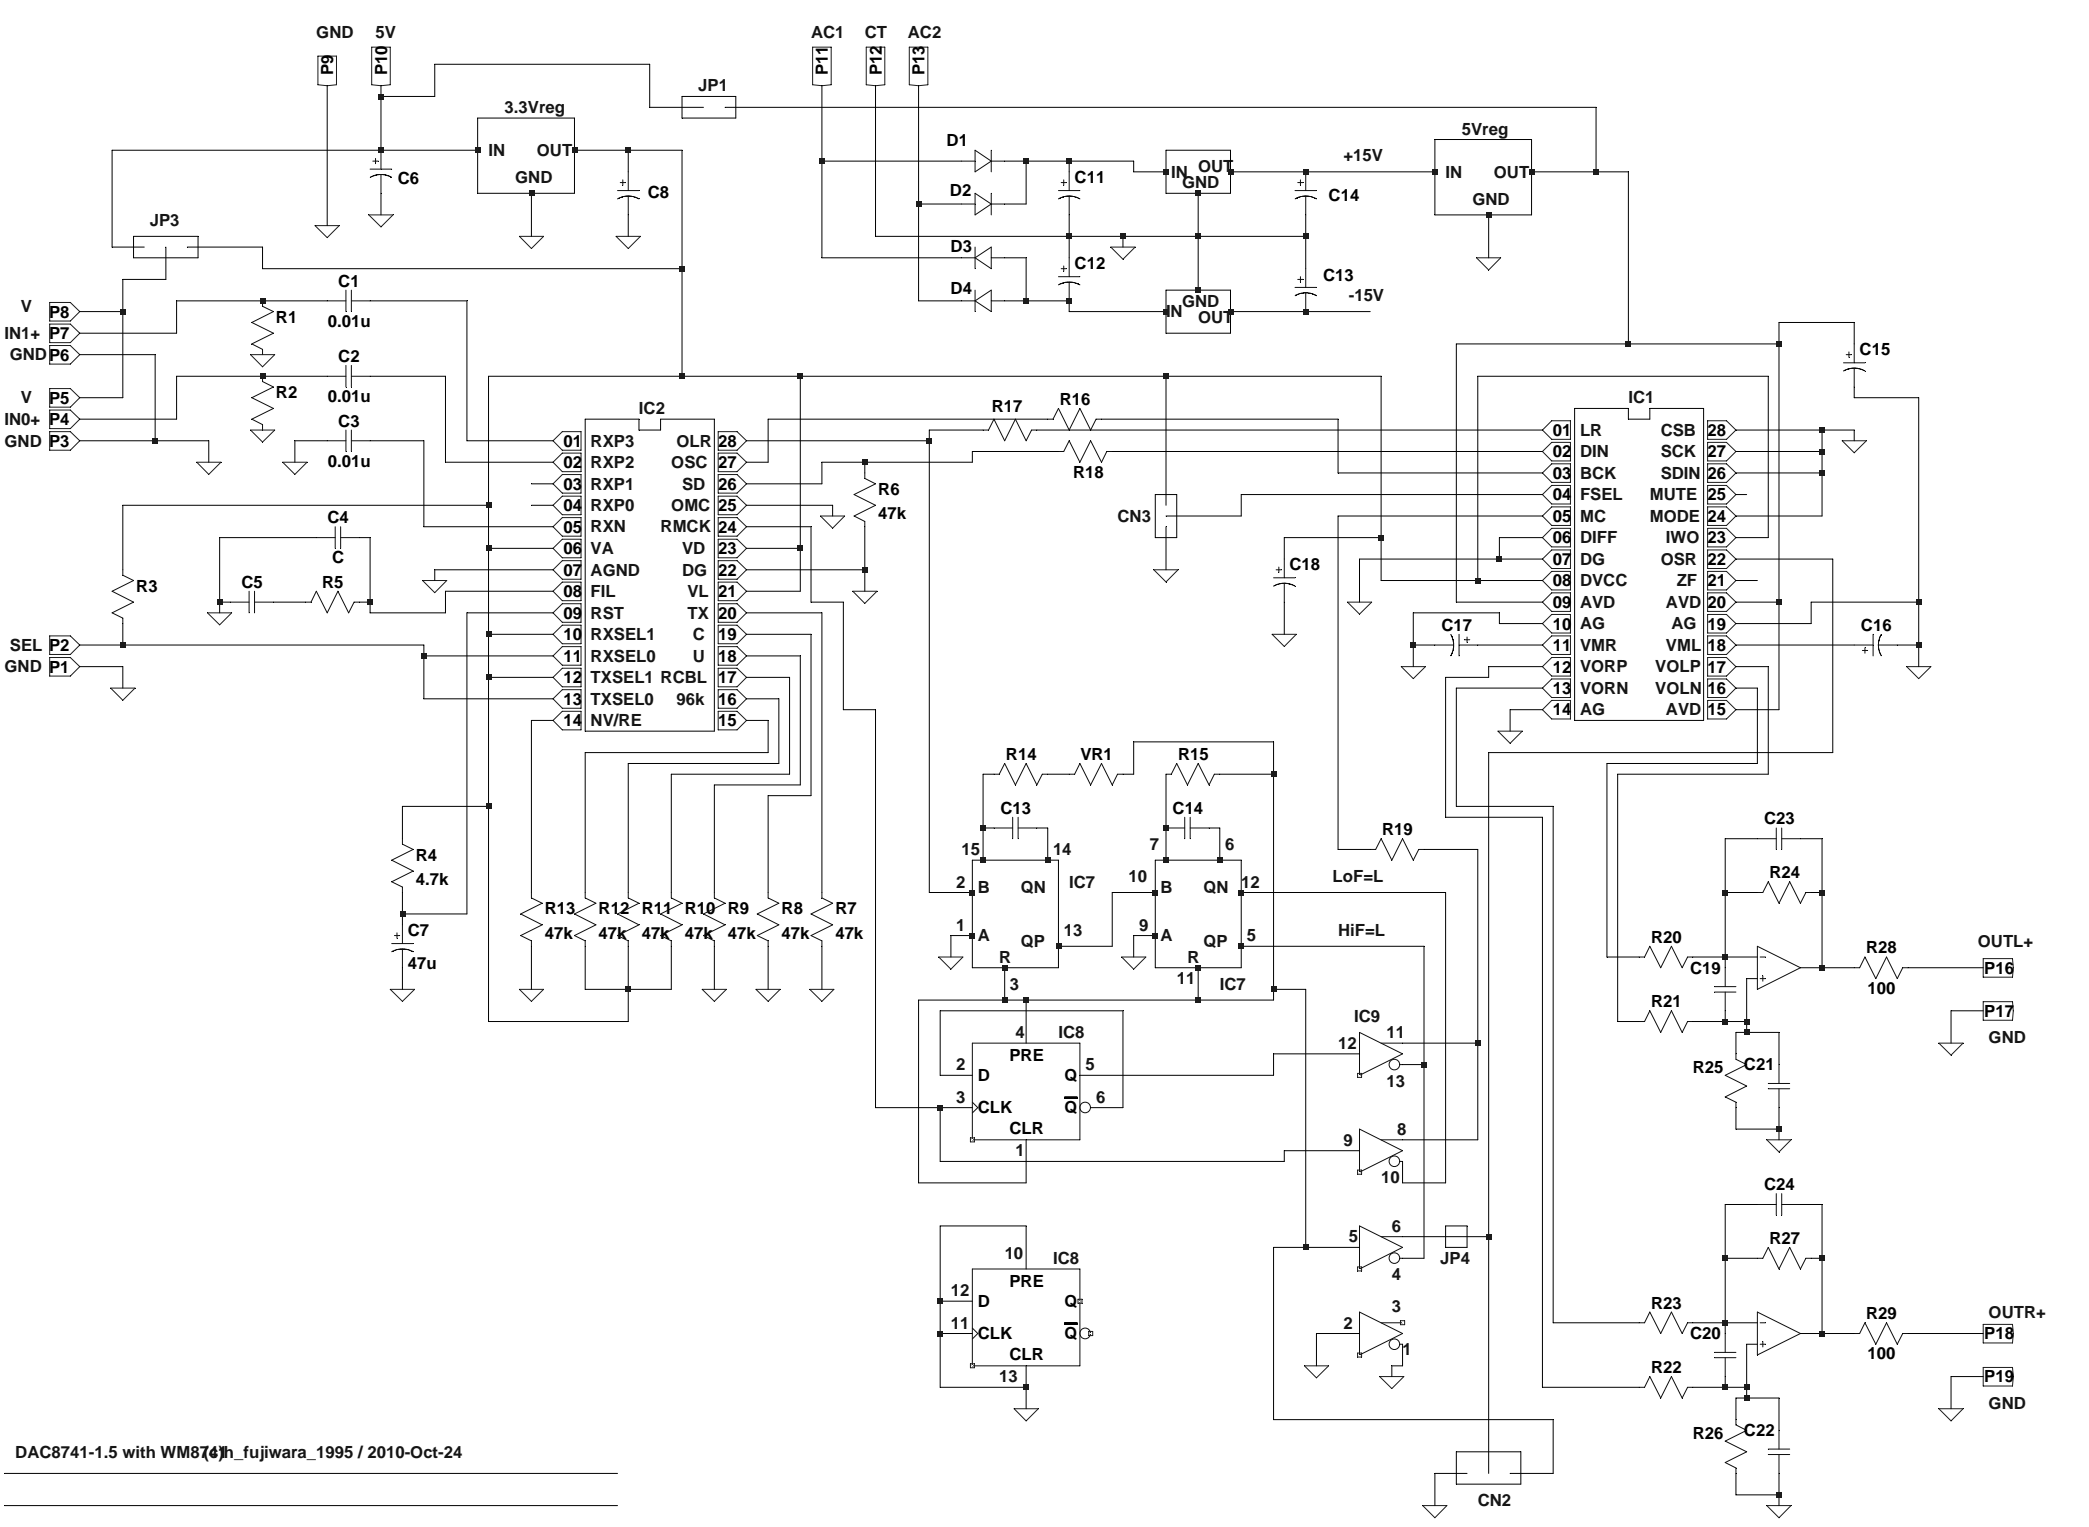 GND 5V
P9 P10
AC1 CT AC2
P11 P12 P13
JP1
3.3Vreg
IN OUT
GND
C6
C8
D1
D2
D3
D4
C11
C12
IN OUT
GND
GND
IN OUT
+15V
C14
C13
-15V
5Vreg
IN OUT
GND
JP3
V P8
IN1+ P7
GND P6
V P5
IN0+ P4
GND P3
R1
R2
C1
0.01u
C2
0.01u
C3
0.01u
C4
C
C5 R5
R3
SEL P2
GND P1
IC2
01 RXP3 OLR 28
02 RXP2 OSC 27
03 RXP1 SD 26
04 RXP0 OMC 25
05 RXN RMCK 24
06 VA VD 23
07 AGND DG 22
08 FIL VL 21
09 RST TX 20
10 RXSEL1 C 19
11 RXSEL0 U 18
12 TXSEL1 RCBL 17
13 TXSEL0 96k 16
14 NV/RE 15
R6
47k
R17 R16
R18
CN3
C18
C15
IC1
01 LR CSB 28
02 DIN SCK 27
03 BCK SDIN 26
04 FSEL MUTE 25
05 MC MODE 24
06 DIFF IWO 23
07 DG OSR 22
08 DVCC ZF 21
09 AVD AVD 20
10 AG AG 19
11 VMR VML 18
12 VORP VOLP 17
13 VORN VOLN 16
14 AG AVD 15
C17
C16
R4
4.7k
C7
47u
R13 R12 R11 R10 R9 R8 R7
47k 47k 47k 47k 47k 47k 47k
R14 VR1 R15
C13 C14
15 14 7 6
IC7
2 B QN
1 A QP 13
R
3
10 B QN 12
9 A QP 5
R
11 IC7
R19
LoF=L
HiF=L
IC8
4
PRE
2 D Q 5
3 CLK Q 6
CLR
1
IC9
12 11
13
9 8
10
5 6
4
JP4
2 3
1
10 IC8
PRE
12 D Q
11 CLK Q
CLR
13
C23
R24
R20
C19
R21
R25 C21
- +
R28
100
OUTL+
P16
P17
GND
C24
R27
R23
C20
R22
R26 C22
- +
R29
100
OUTR+
P18
P19
GND
CN2
DAC8741-1.5 with WM8741 (c)h_fujiwara_1995 / 2010-Oct-24